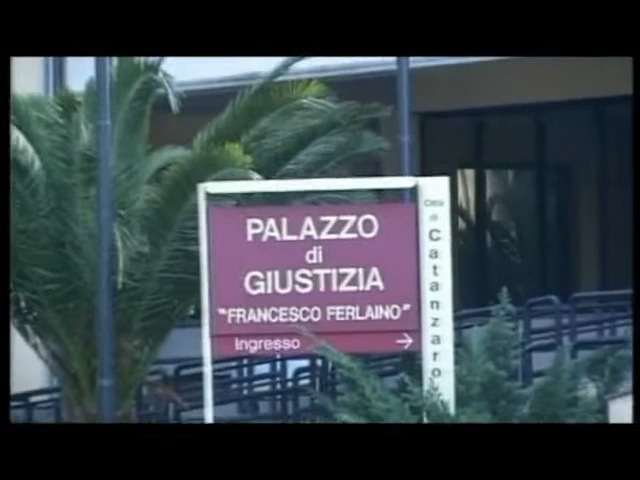 PALAZZO
di
GIUSTIZIA
"FRANCESCO FERLAINO"
Ingresso →
Città di Catanzaro